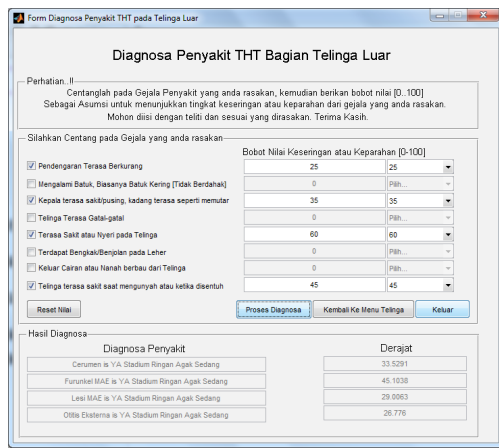 Form Diagnosa Penyakit THT pada Telinga Luar
Diagnosa Penyakit THT Bagian Telinga Luar
Perhatian..!!
Centanglah pada Gejala Penyakit yang anda rasakan, kemudian berikan bobot nilai [0..100]
Sebagai Asumsi untuk menunjukkan tingkat keseringan atau keparahan dari gejala yang anda rasakan.
Mohon diisi dengan teliti dan sesuai yang dirasakan. Terima Kasih.
Silahkan Centang pada Gejala yang anda rasakan
Bobot Nilai Keseringan atau Keparahan [0-100]
Pendengaran Terasa Berkurang 25 25
Mengalami Batuk, Biasanya Batuk Kering [Tidak Berdahak] 0 Pilih...
Kepala terasa sakit/pusing, kadang terasa seperti memutar 35 35
Telinga Terasa Gatal-gatal 0 Pilih...
Terasa Sakit atau Nyeri pada Telinga 60 60
Terdapat Bengkak/Benjolan pada Leher 0 Pilih...
Keluar Cairan atau Nanah berbau dari Telinga 0 Pilih...
Telinga terasa sakit saat mengunyah atau ketika disentuh 45 45
Reset Nilai Proses Diagnosa Kembali Ke Menu Telinga Keluar
Hasil Diagnosa
Diagnosa Penyakit Derajat
Cerumen is YA Stadium Ringan Agak Sedang 33.5291
Furunkel MAE is YA Stadium Ringan Agak Sedang 45.1038
Lesi MAE is YA Stadium Ringan Agak Sedang 29.0063
Otitis Eksterna is YA Stadium Ringan Agak Sedang 26.776